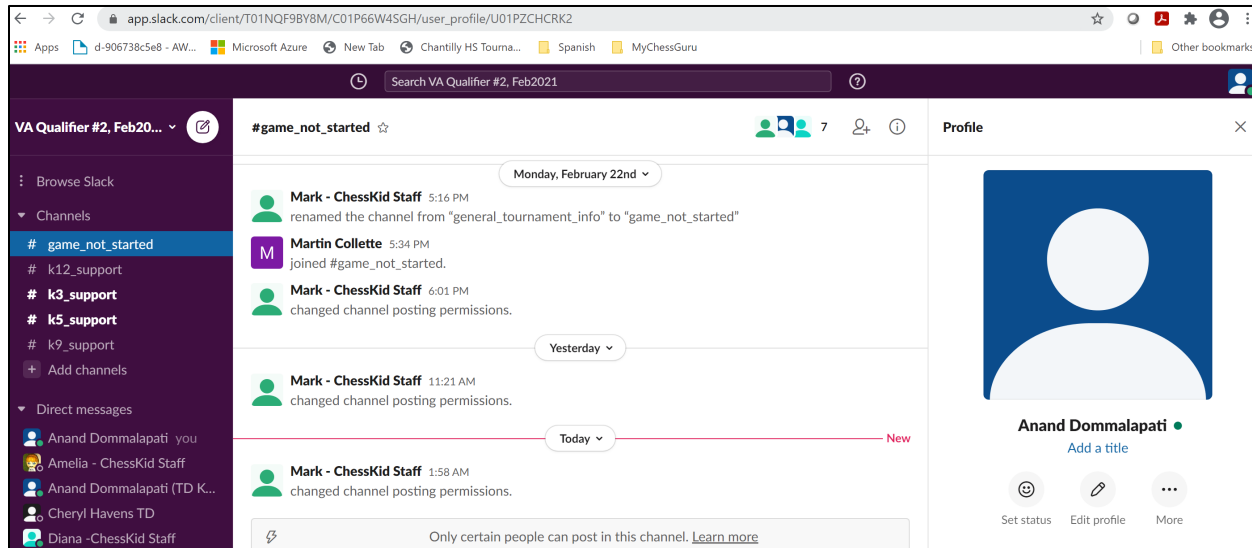 app.slack.com/client/T01NQF9BY8M/C01P66W4SGH/user_profile/U01PZCHCRK2
Apps d-906738c5e8 - AW... Microsoft Azure New Tab Chantilly HS Tourna... Spanish MyChessGuru Other bookmarks
Search VA Qualifier #2, Feb2021
VA Qualifier #2, Feb20...
Browse Slack
Channels
# game_not_started
# k12_support
# k3_support
# k5_support
# k9_support
+ Add channels
Direct messages
Anand Dommalapati you
Amelia - ChessKid Staff
Anand Dommalapati (TD K...
Cheryl Havens TD
Diana -ChessKid Staff
#game_not_started
7
Monday, February 22nd
Mark - ChessKid Staff 5:16 PM
renamed the channel from “general_tournament_info” to “game_not_started”
M
Martin Collette 5:34 PM
joined #game_not_started.
Mark - ChessKid Staff 6:01 PM
changed channel posting permissions.
Yesterday
Mark - ChessKid Staff 11:21 AM
changed channel posting permissions.
Today
New
Mark - ChessKid Staff 1:58 AM
changed channel posting permissions.
Only certain people can post in this channel. Learn more
Profile
Anand Dommalapati
Add a title
Set status Edit profile More